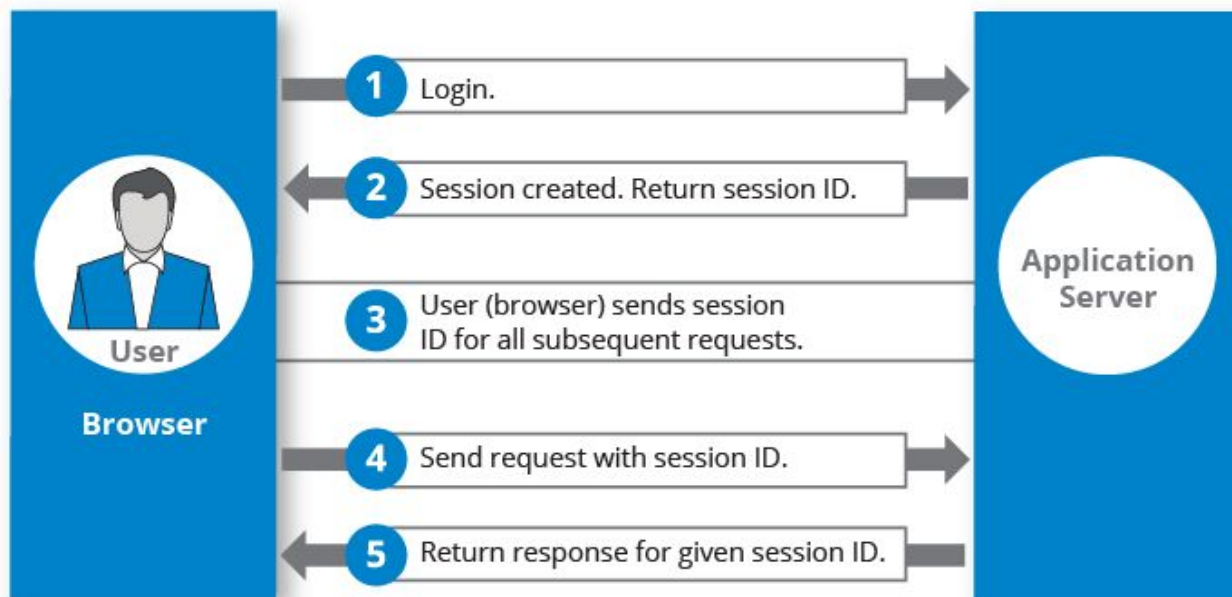 1 Login.
2 Session created. Return session ID.
3 User (browser) sends session
ID for all subsequent requests.
User
Browser
Application
Server
4 Send request with session ID.
5 Return response for given session ID.